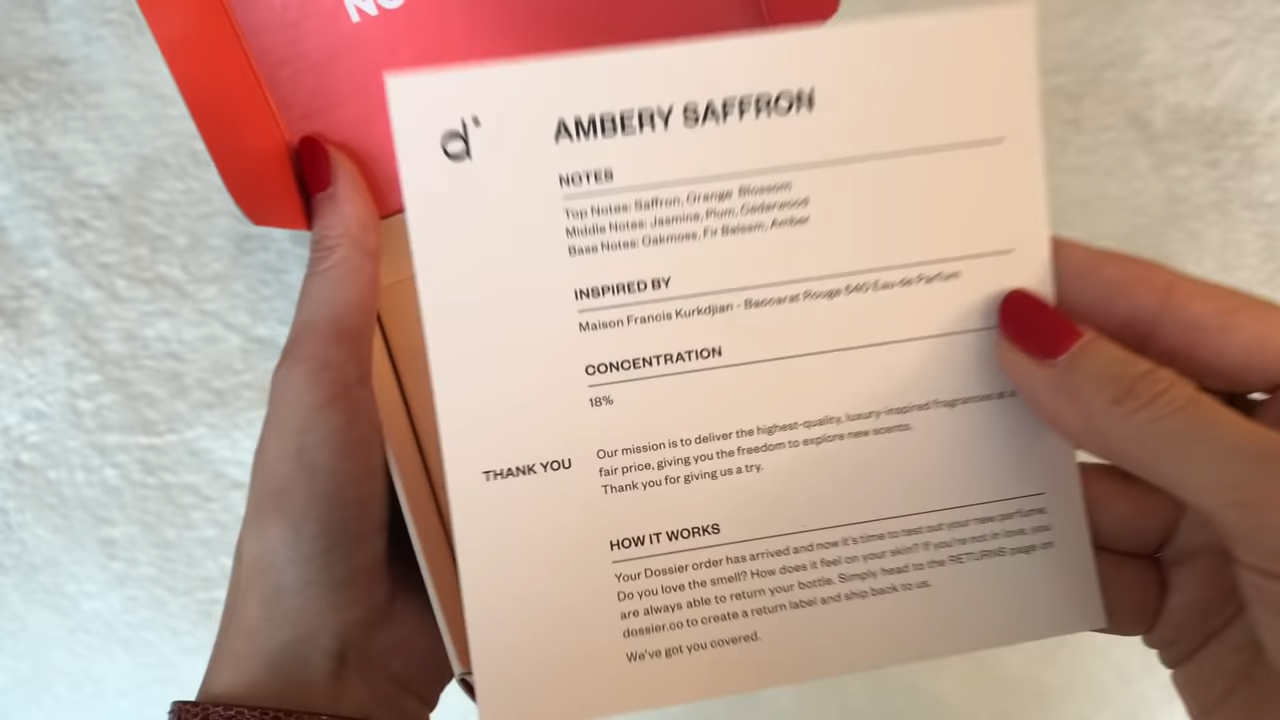 NO
d'
AMBERY SAFFRON
NOTES
Top Notes: Saffron, Orange Blossom
Middle Notes: Jasmine, Plum, Cedarwood
Base Notes: Oakmoss, Fir Balsam, Amber
INSPIRED BY
Maison Francis Kurkdjian - Baccarat Rouge 540 Eau de Parfum
CONCENTRATION
18%
THANK YOU
Our mission is to deliver the highest-quality, luxury-inspired fragrances at a
fair price, giving you the freedom to explore new scents.
Thank you for giving us a try.
HOW IT WORKS
Your Dossier order has arrived and now it's time to test out your new perfume.
Do you love the smell? How does it feel on your skin? If you're not in love, you
are always able to return your bottle. Simply head to the RETURNS page on
dossier.co to create a return label and ship back to us.
We've got you covered.